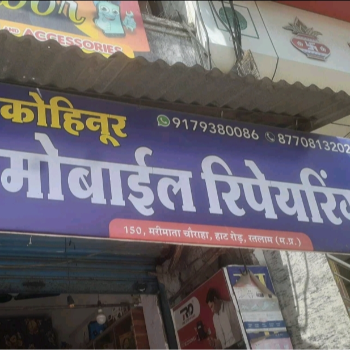 & ACCESSORIES
कोहिनूर
9179380086 8770813202
मोबाईल रिपेयरिंग
150, मरीमाता चौराहा, हाट रोड़, रतलाम (म.प्र.)